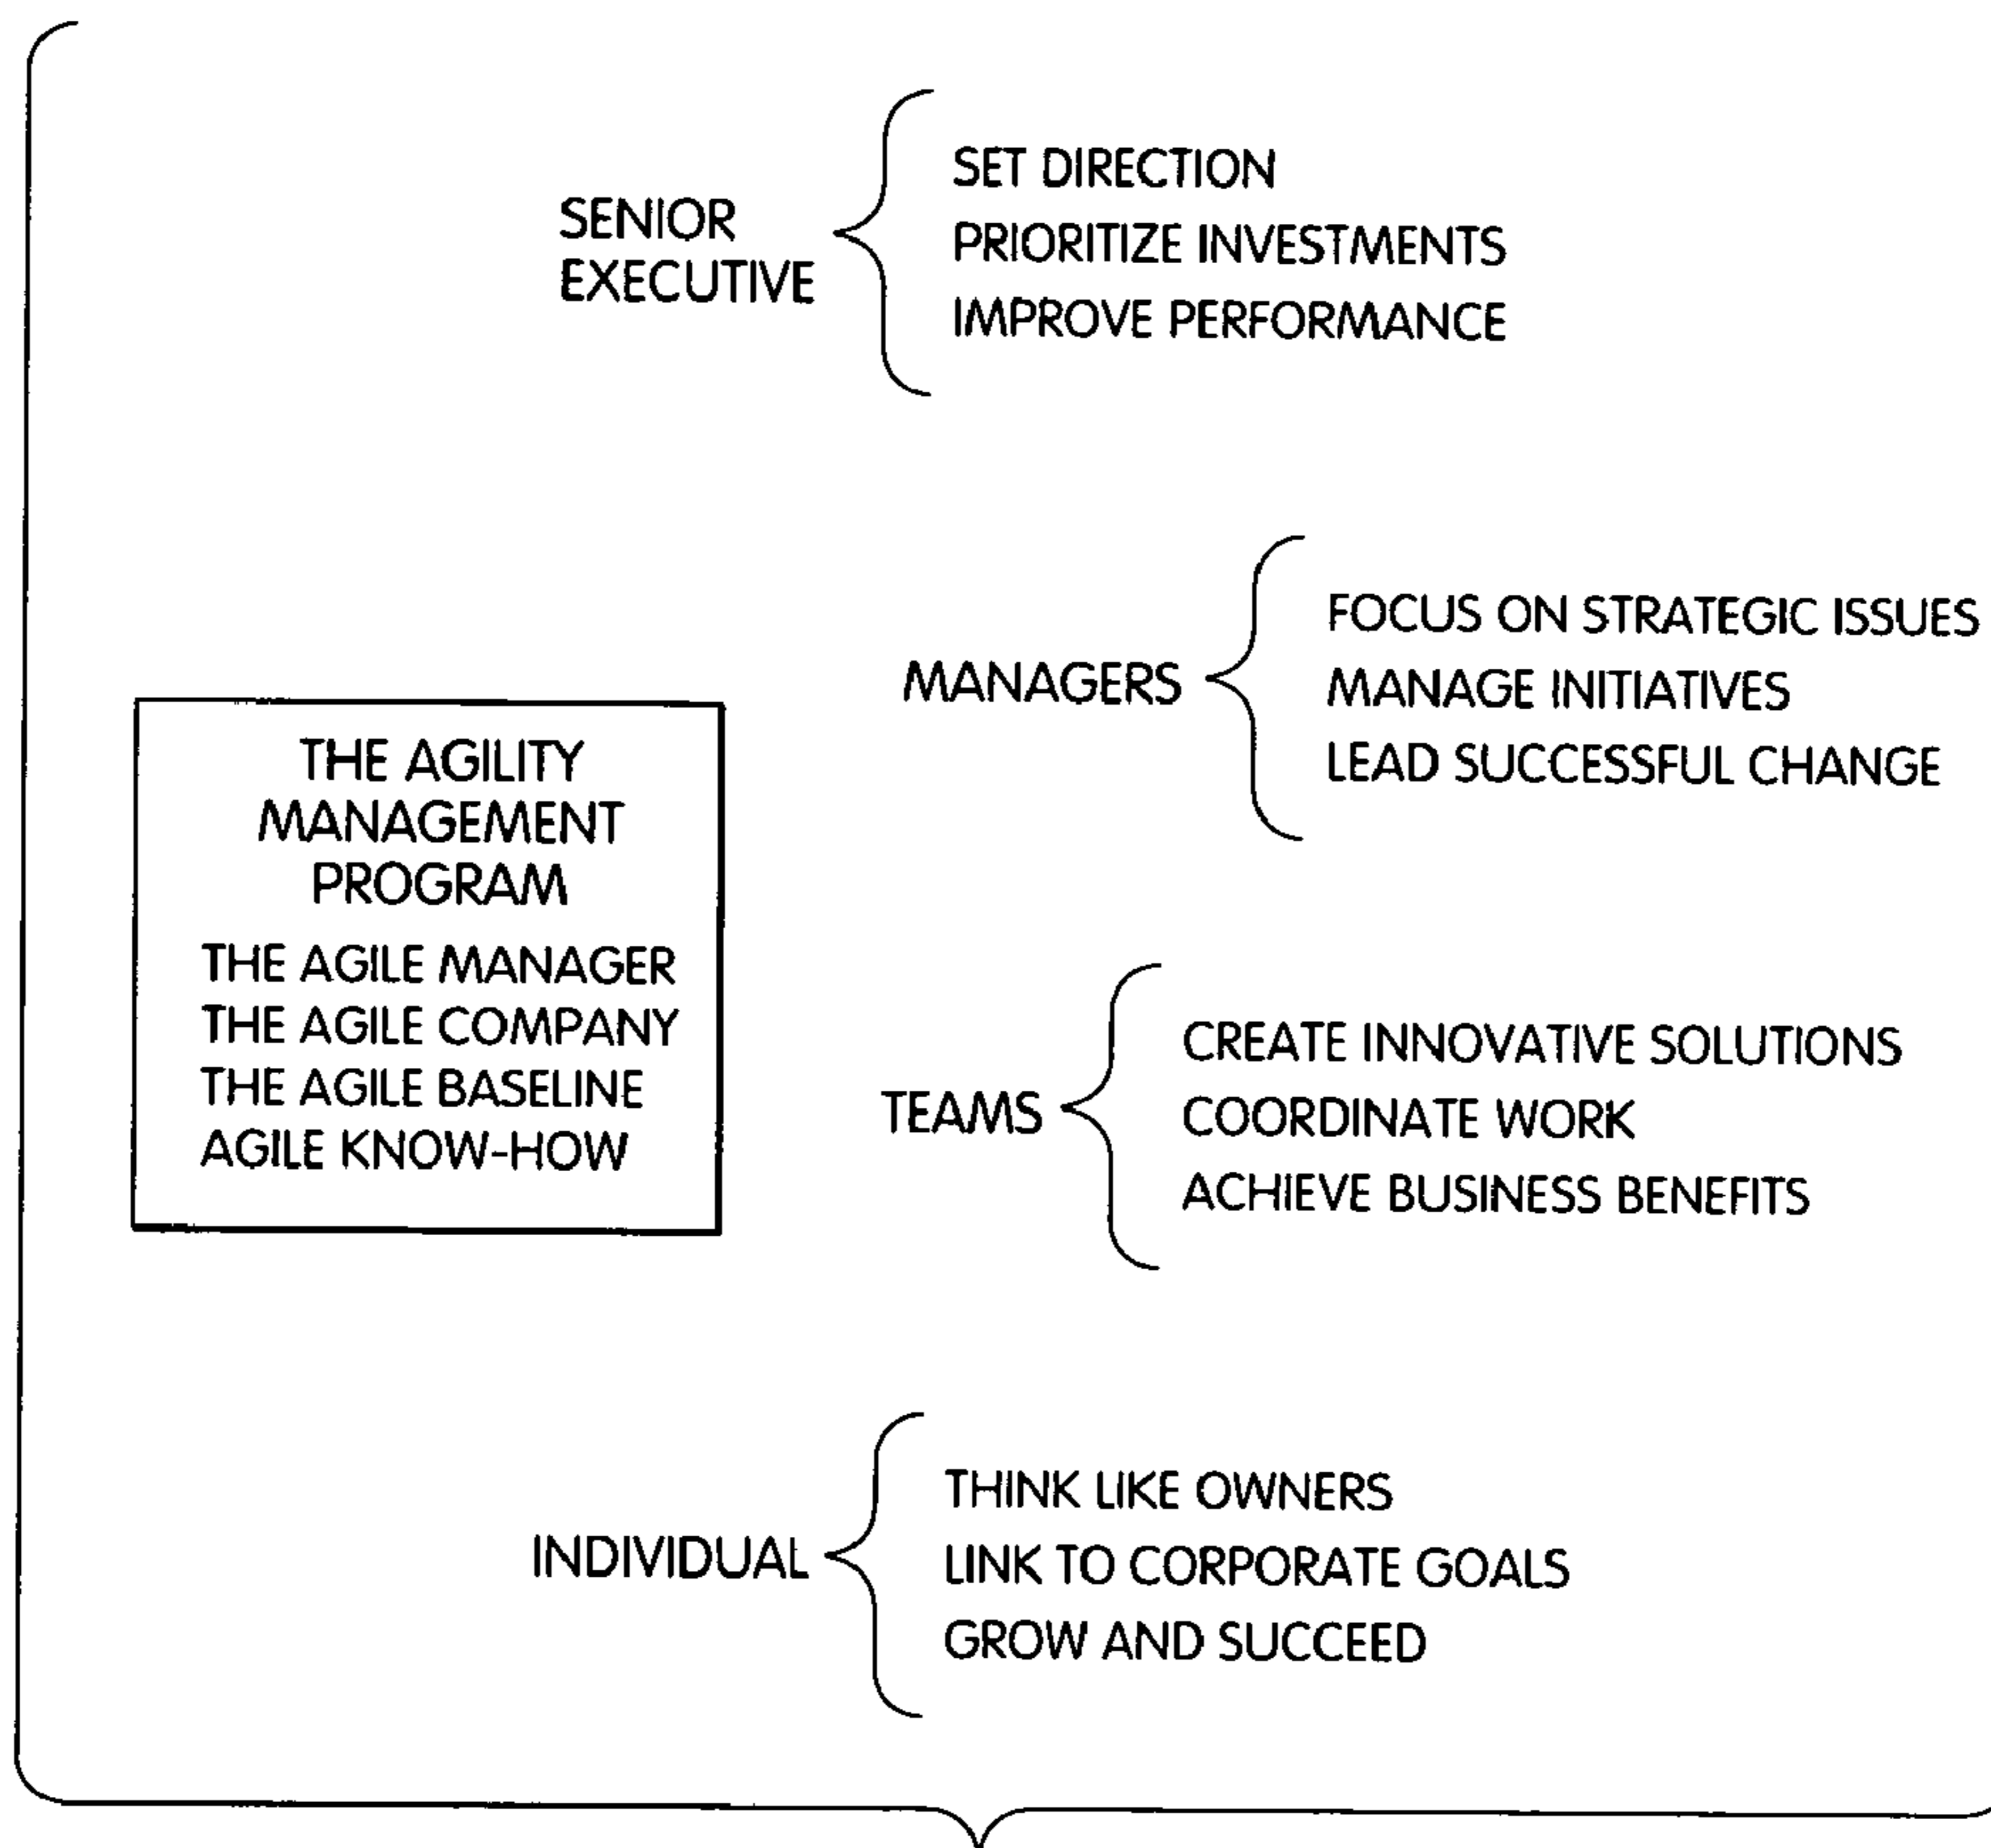 SENIOR
EXECUTIVE
SET DIRECTION
PRIORITIZE INVESTMENTS
IMPROVE PERFORMANCE
MANAGERS
FOCUS ON STRATEGIC ISSUES
MANAGE INITIATIVES
LEAD SUCCESSFUL CHANGE
THE AGILITY
MANAGEMENT
PROGRAM
THE AGILE MANAGER
THE AGILE COMPANY
THE AGILE BASELINE
AGILE KNOW-HOW
TEAMS
CREATE INNOVATIVE SOLUTIONS
COORDINATE WORK
ACHIEVE BUSINESS BENEFITS
INDIVIDUAL
THINK LIKE OWNERS
LINK TO CORPORATE GOALS
GROW AND SUCCEED